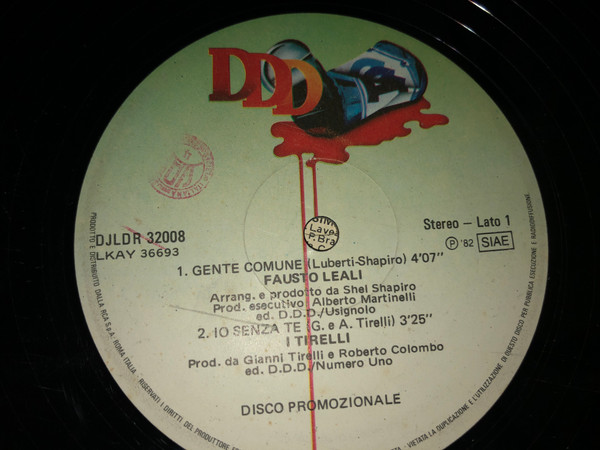 DDD
DJLDR 32008
LKAY 36693
Stereo - Lato 1
Ⓟ '82 SIAE
1. GENTE COMUNE (Luberti-Shapiro) 4'07"
FAUSTO LEALI
Arrang. e prodotto da Shel Shapiro
Prod. esecutivo Alberto Martinelli
ed. D.D.D./Usignolo
2. IO SENZA TE (G. e A. Tirelli) 3'25"
I TIRELLI
Prod. da Gianni Tirelli e Roberto Colombo
ed. D.D.D./Numero Uno
DISCO PROMOZIONALE
PRODOTTO E DISTRIBUITO DALLA RCA S.p.A. ROMA ITALIA - RISERVATI I DIRITTI DEL PRODUTTORE
VIETATA LA DUPLICAZIONE E L'UTILIZZAZIONE DI QUESTO DISCO PER PUBBLICA ESECUZIONE E RADIODIFFUSIONE